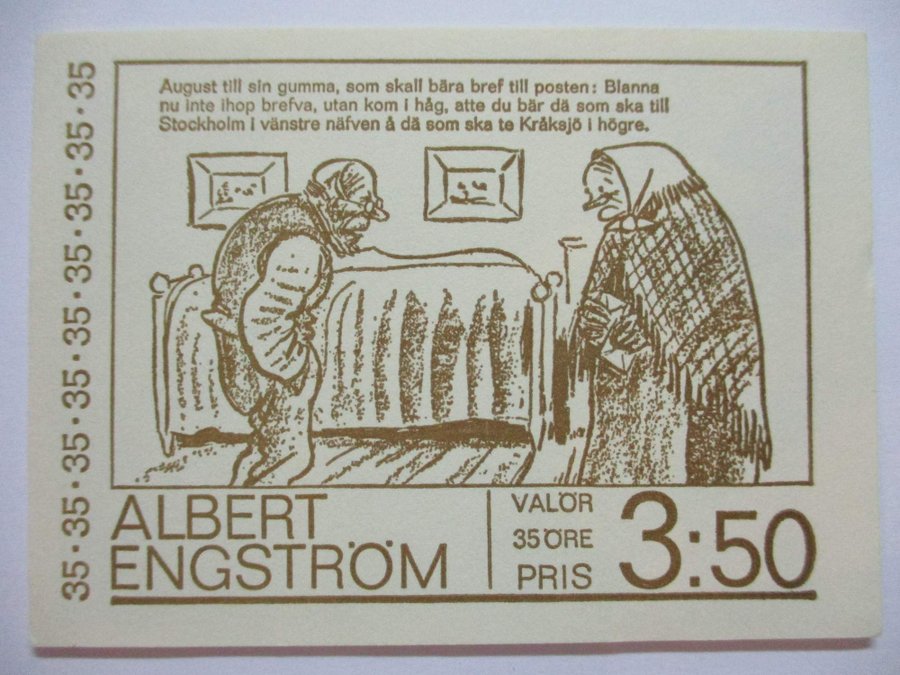 August till sin gumma, som skall bära bref till posten: Blanna
nu inte ihop brefva, utan kom i håg, atte du bär dä som ska till
Stockholm i vänstre näfven å dä som ska te Kråksjö i högre.
35·35·35·35·35·35·35·35·35
ALBERT
ENGSTRÖM
VALÖR
35 ÖRE
PRIS
3:50